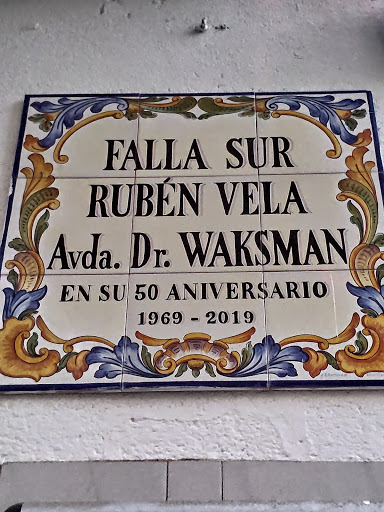 FALLA SUR
RUBÉN VELA
Avda. Dr. WAKSMAN
EN SU 50 ANIVERSARIO
1969 - 2019